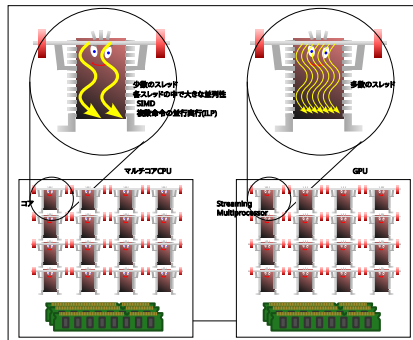 少数のスレッド
各スレッドの中で大きな並列性
SIMD
複数命令の並行実行(ILP)
多数のスレッド
マルチコアCPU
GPU
コア
Streaming
Multiprocessor